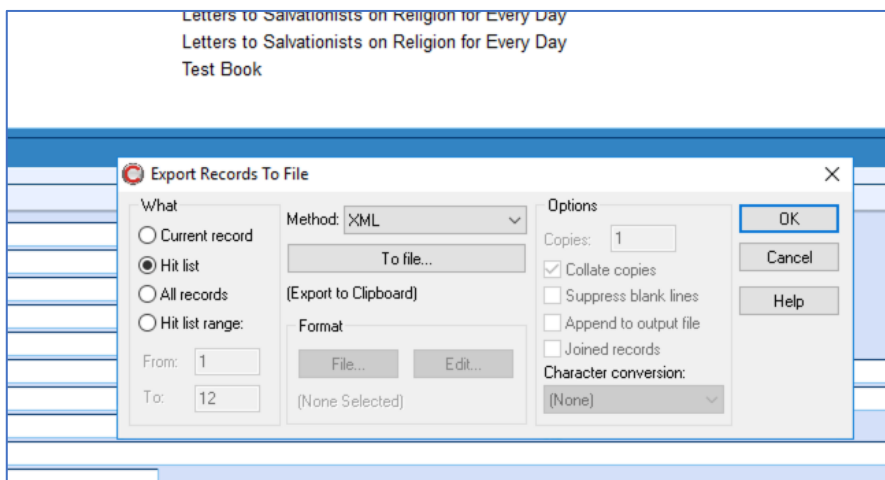 Letters to Salvationists on Religion for Every Day
Letters to Salvationists on Religion for Every Day
Test Book
Export Records To File
What
Current record
Hit list
All records
Hit list range:
From: 1
To: 12
Method: XML
To file...
(Export to Clipboard)
Format
File... Edit...
(None Selected)
Options
Copies: 1
Collate copies
Suppress blank lines
Append to output file
Joined records
Character conversion:
(None)
OK
Cancel
Help